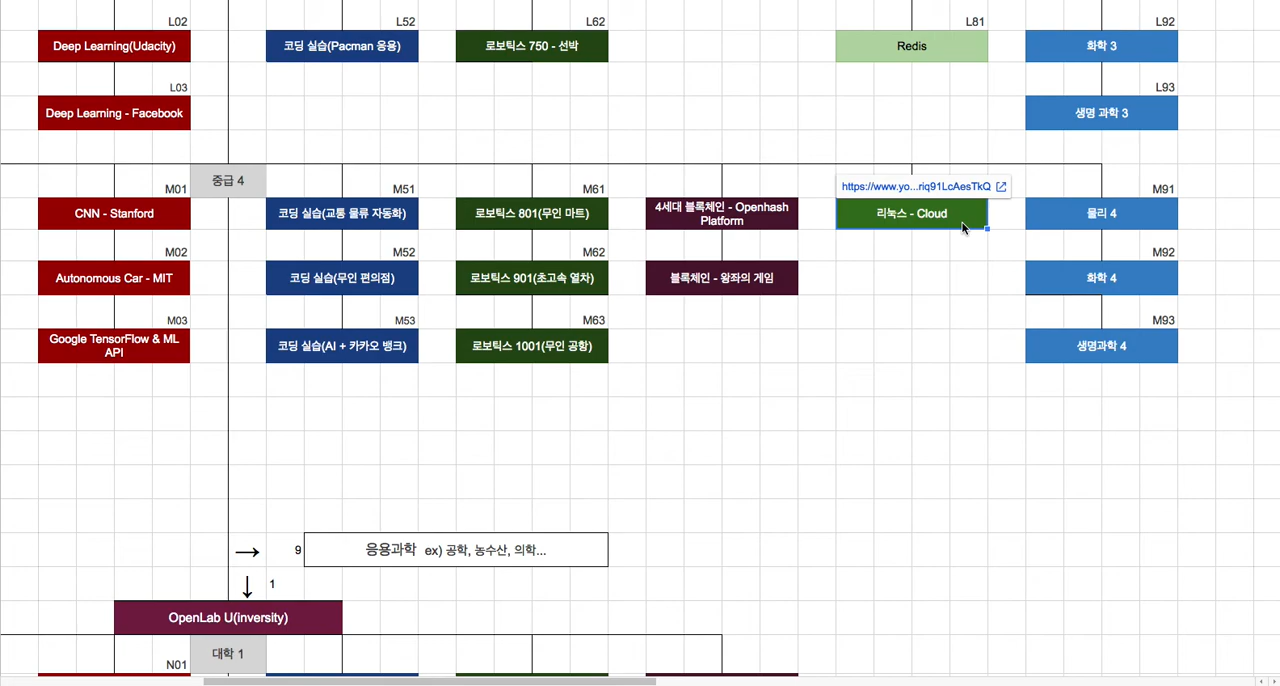 L02 L52 L62 L81 L92
Deep Learning(Udacity) 코딩 실습(Pacman 응용) 로보틱스 750 - 선박 Redis 화학 3
L03 L93
Deep Learning - Facebook 생명 과학 3
중급 4
M01 M51 M61 https://www.yo...riq91LcAesTkQ M91
CNN - Stanford 코딩 실습(교통 물류 자동화) 로보틱스 801(무인 마트) 4세대 블록체인 - Openhash
Platform
리눅스 - Cloud 물리 4
M02 M52 M62 M92
Autonomous Car - MIT 코딩 실습(무인 편의점) 로보틱스 901(초고속 열차) 블록체인 - 왕좌의 게임 화학 4
M03 M53 M63 M93
Google TensorFlow & ML
API
코딩 실습(AI + 카카오 뱅크) 로보틱스 1001(무인 공항) 생명과학 4
→ 9 응용과학 ex) 공학, 농수산, 의학...
↓ 1
OpenLab U(inversity)
대학 1
N01